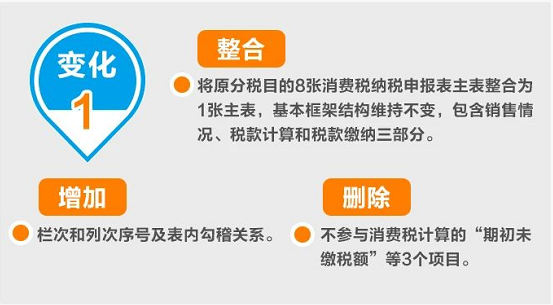 变化
1
整合
将原分税目的8张消费税纳税申报表主表整合为
1张主表，基本框架结构维持不变，包含销售情
况、税款计算和税款缴纳三部分。
增加
栏次和列次序号及表内勾稽关系。
删除
不参与消费税计算的“期初未
缴税额”等3个项目。